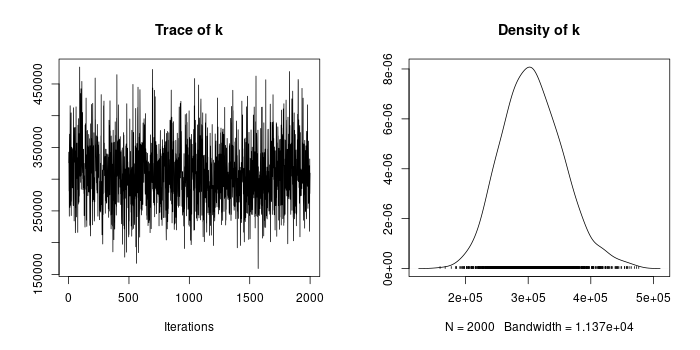 Trace of k
450000
350000
250000
150000
0
500
1000
1500
2000
Iterations
Density of k
8e-06
6e-06
4e-06
2e-06
0e+00
2e+05
3e+05
4e+05
5e+05
N = 2000 Bandwidth = 1.137e+04